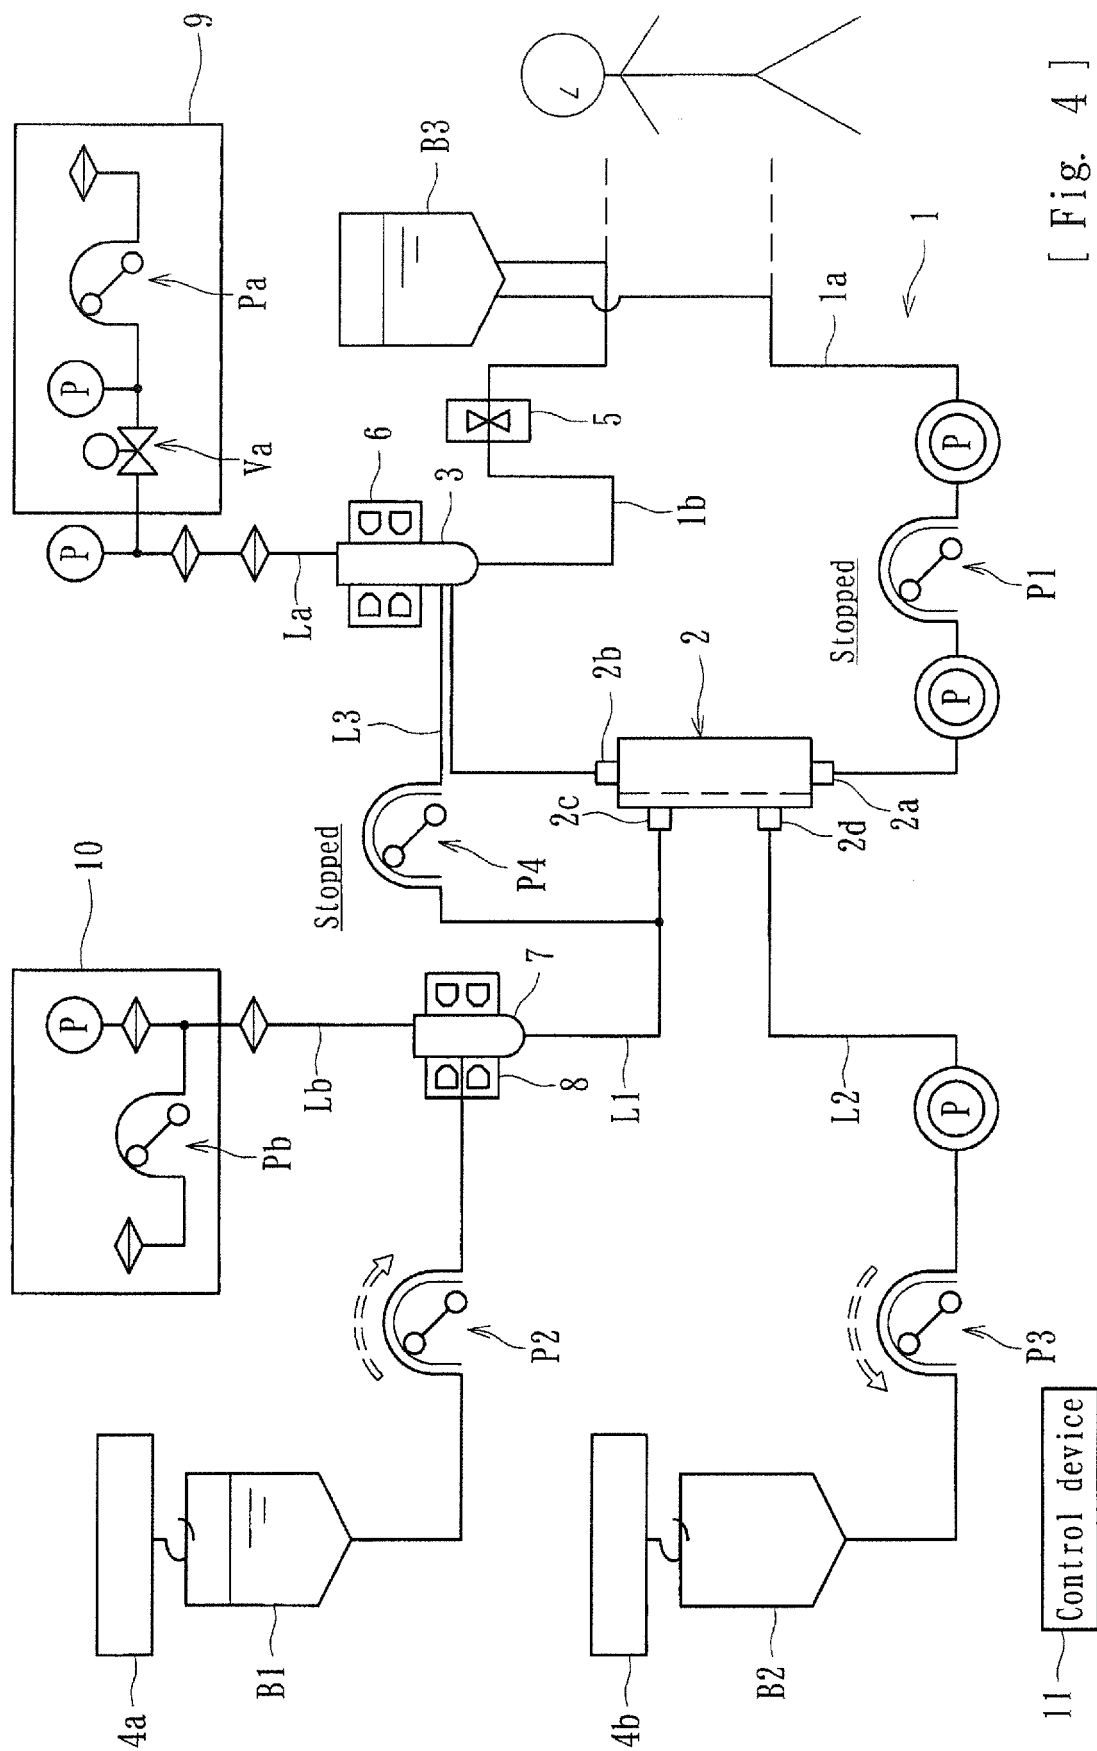 9
Pa
P
Va
P
B3
6
3
5
La
1b
1a
1
[ Fig. 4 ]
10
P
Pb
Lb
L3
Stopped
P4
2b
2
2c
2d
2a
Stopped
P1
P
P
7
8
L1
L2
P
P2
P3
4a
B1
4b
B2
11
Control device